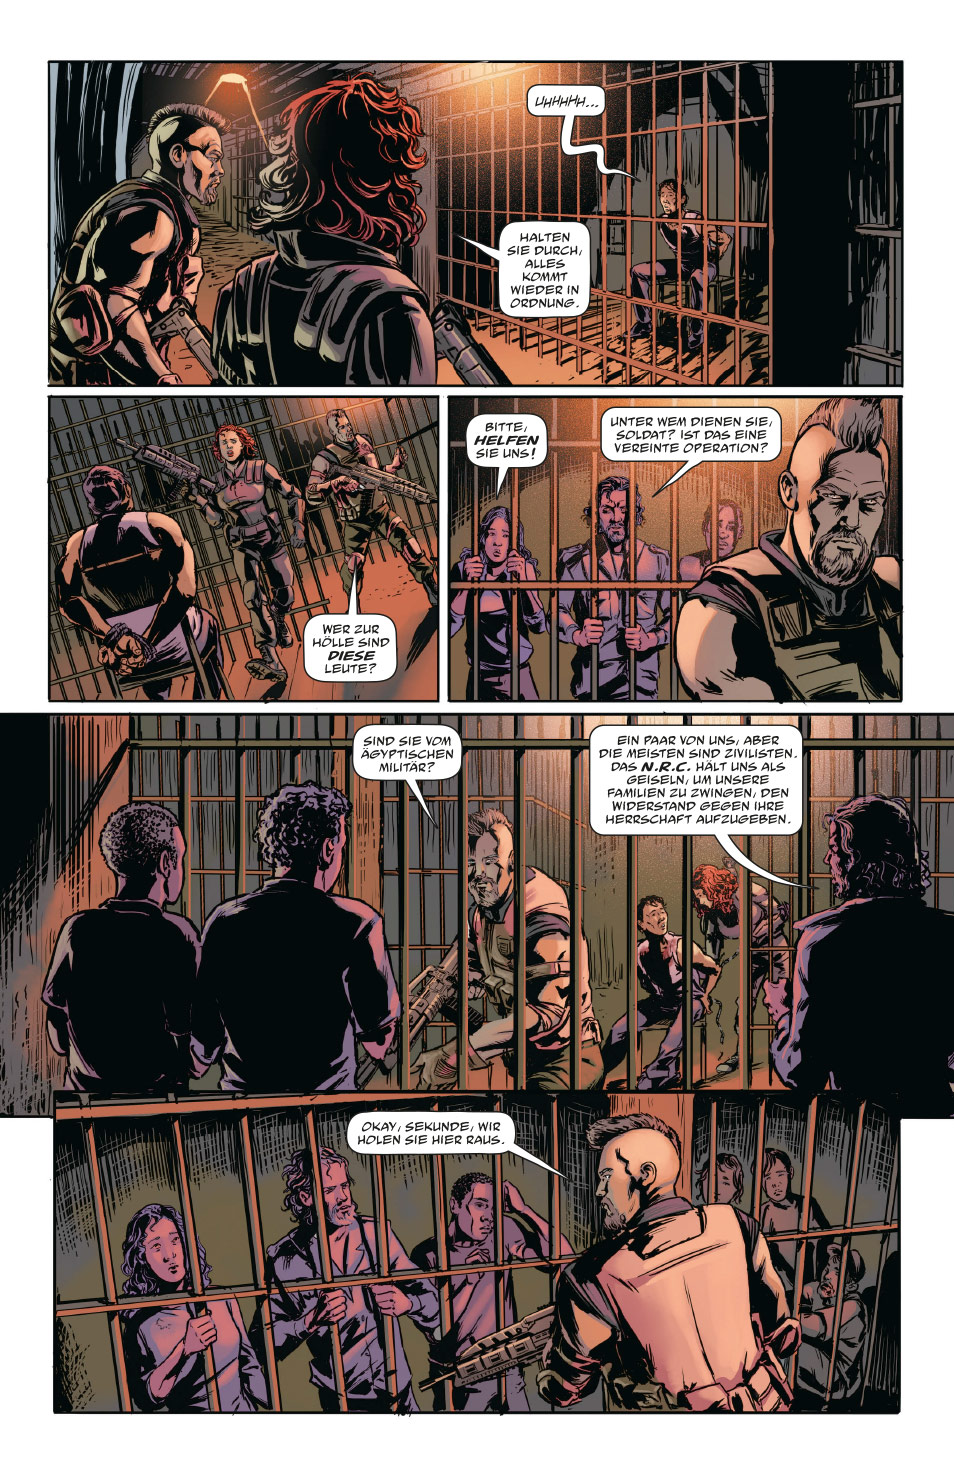 UHHHHH...
HALTEN
SIE DURCH,
ALLES
KOMMT
WIEDER IN
ORDNUNG.
WER ZUR
HÖLLE SIND
DIESE
LEUTE?
BITTE,
HELFEN
SIE UNS!
UNTER WEM DIENEN SIE,
SOLDAT? IST DAS EINE
VEREINTE OPERATION?
SIND SIE VOM
ÄGYPTISCHEN
MILITÄR?
EIN PAAR VON UNS, ABER
DIE MEISTEN SIND ZIVILISTEN.
DAS N.R.C. HÄLT UNS ALS
GEISELN, UM UNSERE
FAMILIEN ZU ZWINGEN, DEN
WIDERSTAND GEGEN IHRE
HERRSCHAFT AUFZUGEBEN.
OKAY, SEKUNDE, WIR
HOLEN SIE HIER RAUS.